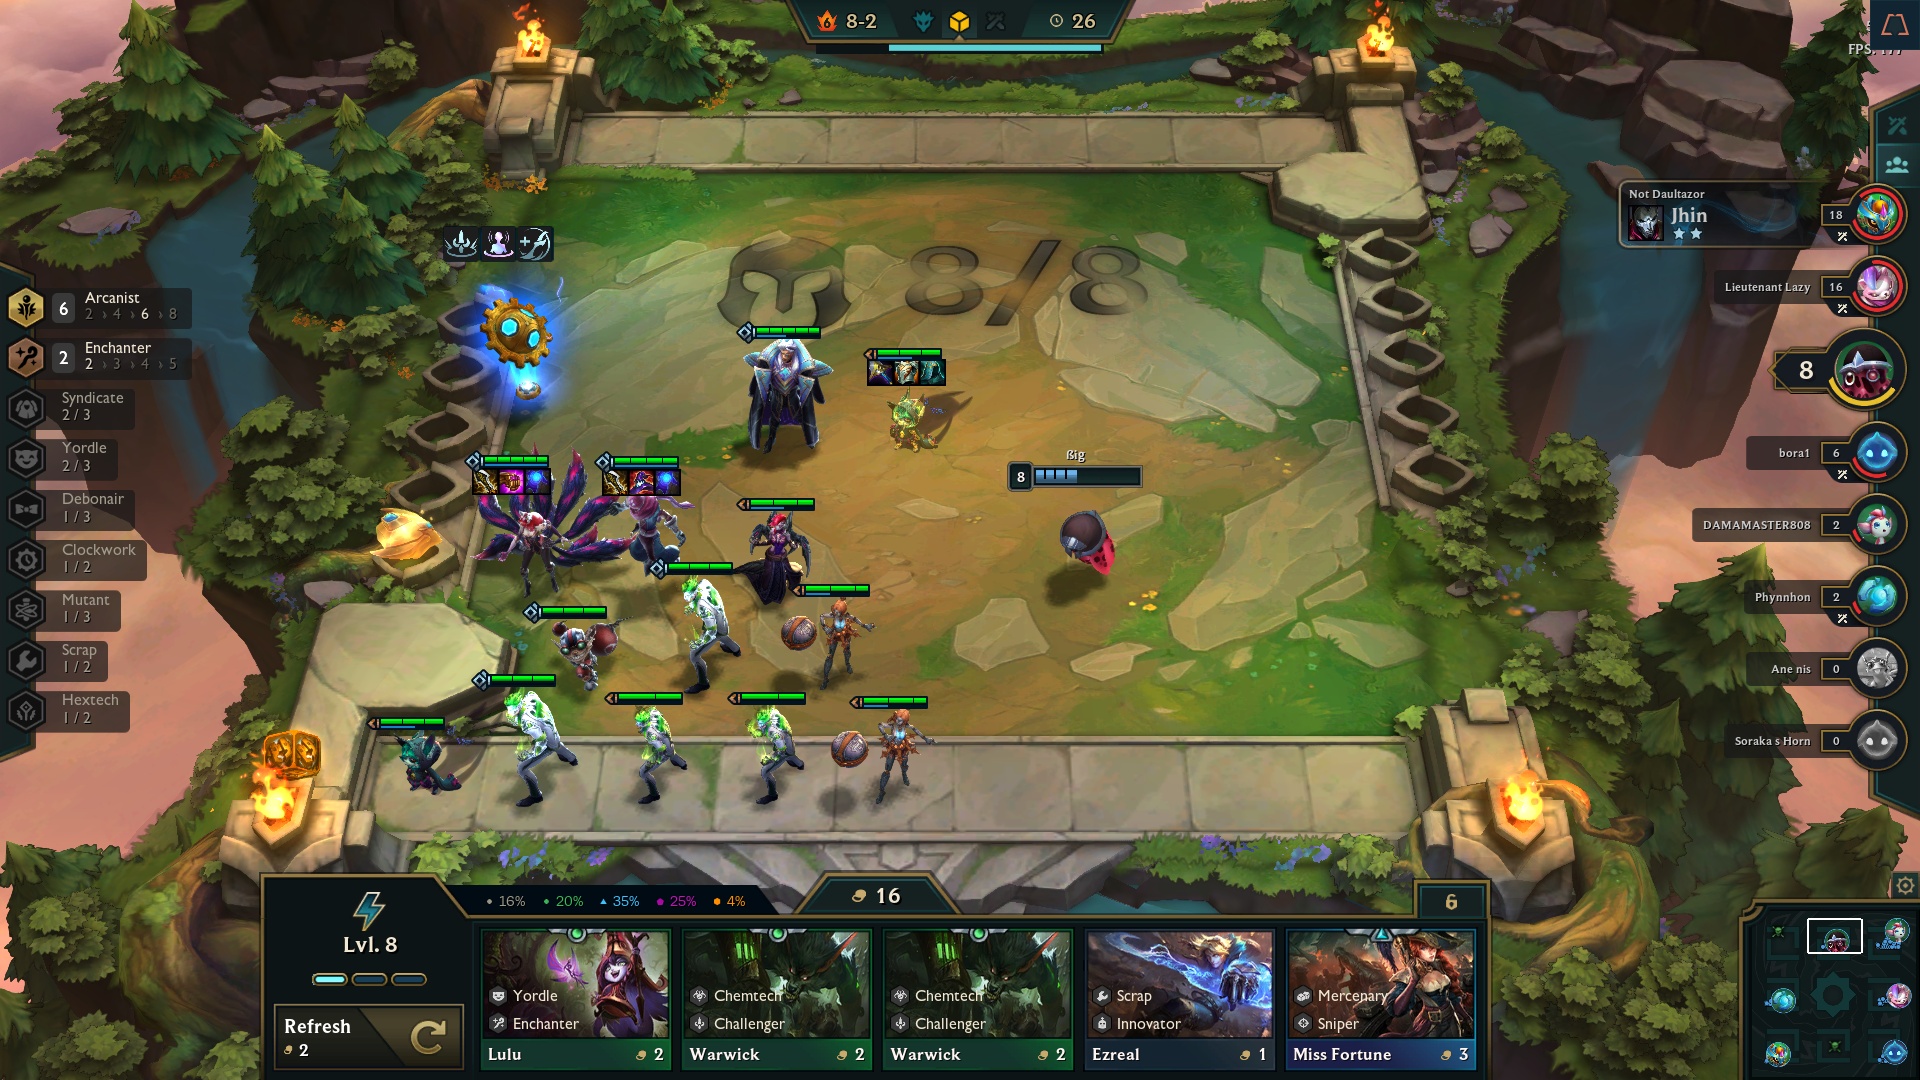 8-2
26
FPS: 177
8/8
Not Daultazor
Jhin
18
Lieutenant Lazy
16
8
bora1
6
DAMAMASTER808
2
Phynnhon
2
Ane nis
0
Soraka s Horn
0
6
Arcanist
2 › 4 › 6 › 8
2
Enchanter
2 › 3 › 4 › 5
Syndicate
2 / 3
Yordle
2 / 3
Debonair
1 / 3
Clockwork
1 / 2
Mutant
1 / 3
Scrap
1 / 2
Hextech
1 / 2
ßig
8
16%
20%
35%
25%
4%
16
6
Lvl. 8
Refresh
2
Yordle
Enchanter
Lulu
2
Chemtech
Challenger
Warwick
2
Chemtech
Challenger
Warwick
2
Scrap
Innovator
Ezreal
1
Mercenary
Sniper
Miss Fortune
3